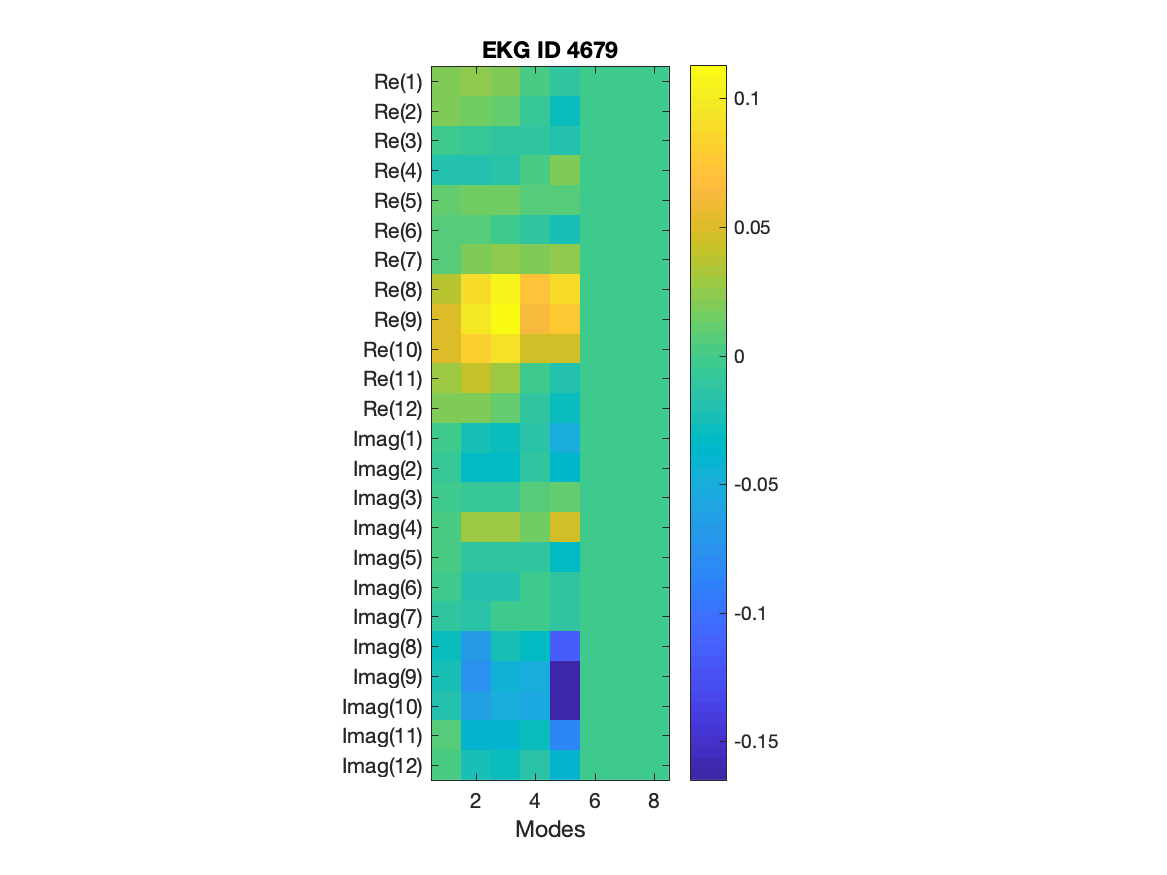 EKG ID 4679
Re(1)
Re(2)
Re(3)
Re(4)
Re(5)
Re(6)
Re(7)
Re(8)
Re(9)
Re(10)
Re(11)
Re(12)
Imag(1)
Imag(2)
Imag(3)
Imag(4)
Imag(5)
Imag(6)
Imag(7)
Imag(8)
Imag(9)
Imag(10)
Imag(11)
Imag(12)
2 4 6 8
Modes
0.1
0.05
0
-0.05
-0.1
-0.15